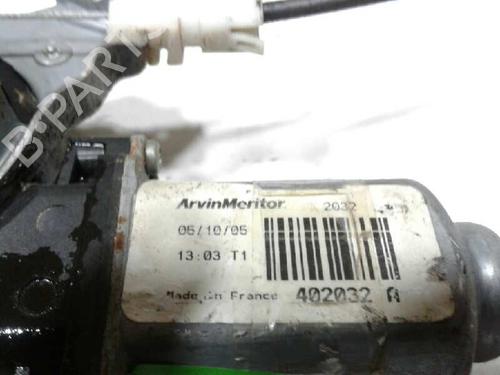 B-PARTS
ArvinMeritor 2032
05/10/05
13:03 T1
Made in France 402032 A